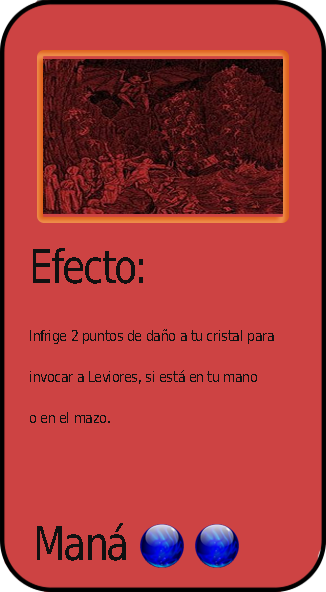 Efecto:
Infrige 2 puntos de daño a tu cristal para
invocar a Leviores, si está en tu mano
o en el mazo.
Maná